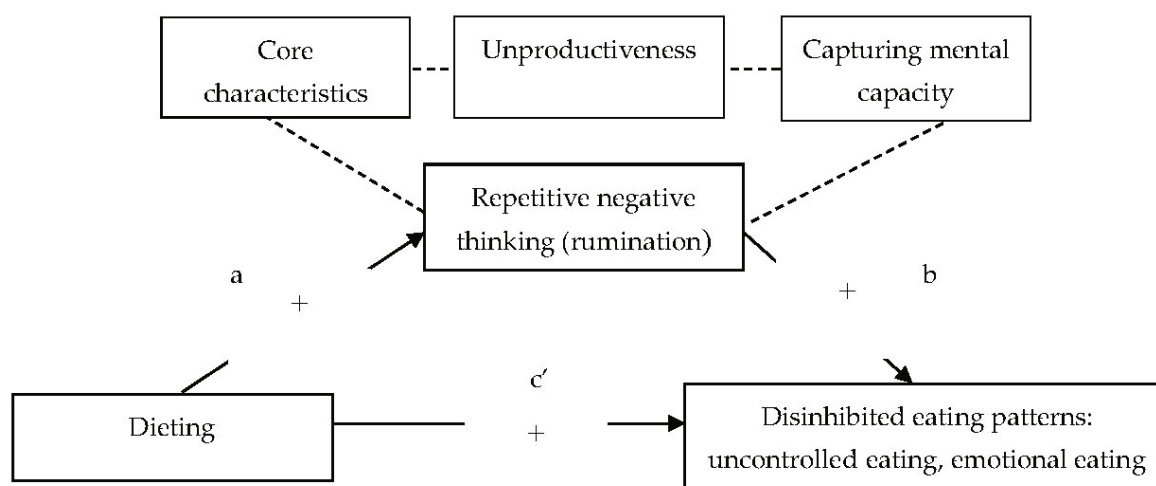 Core
characteristics
Unproductiveness
Capturing mental
capacity
Repetitive negative
thinking (rumination)
a
+
+
b
c′
+
Dieting
Disinhibited eating patterns:
uncontrolled eating, emotional eating